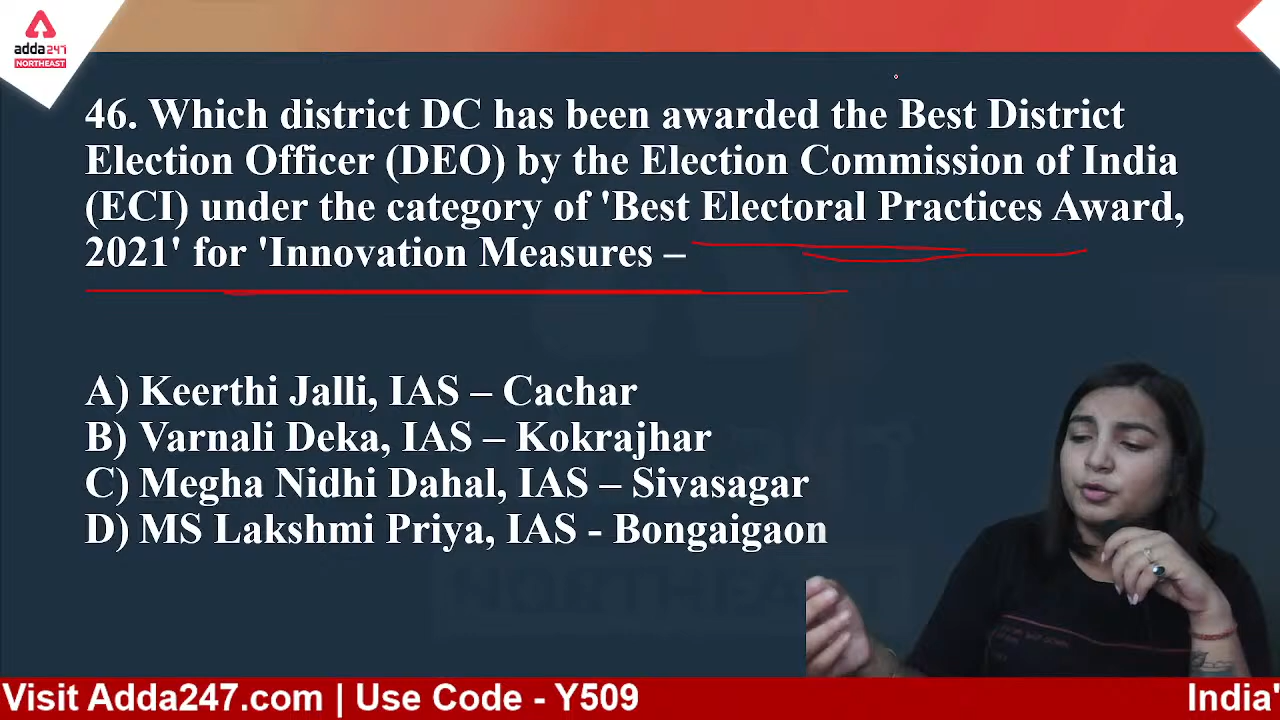 adda247
NORTHEAST
46. Which district DC has been awarded the Best District
Election Officer (DEO) by the Election Commission of India
(ECI) under the category of 'Best Electoral Practices Award,
2021' for 'Innovation Measures –
A) Keerthi Jalli, IAS – Cachar
B) Varnali Deka, IAS – Kokrajhar
C) Megha Nidhi Dahal, IAS – Sivasagar
D) MS Lakshmi Priya, IAS - Bongaigaon
NORTHEAST
Visit Adda247.com | Use Code - Y509
India'